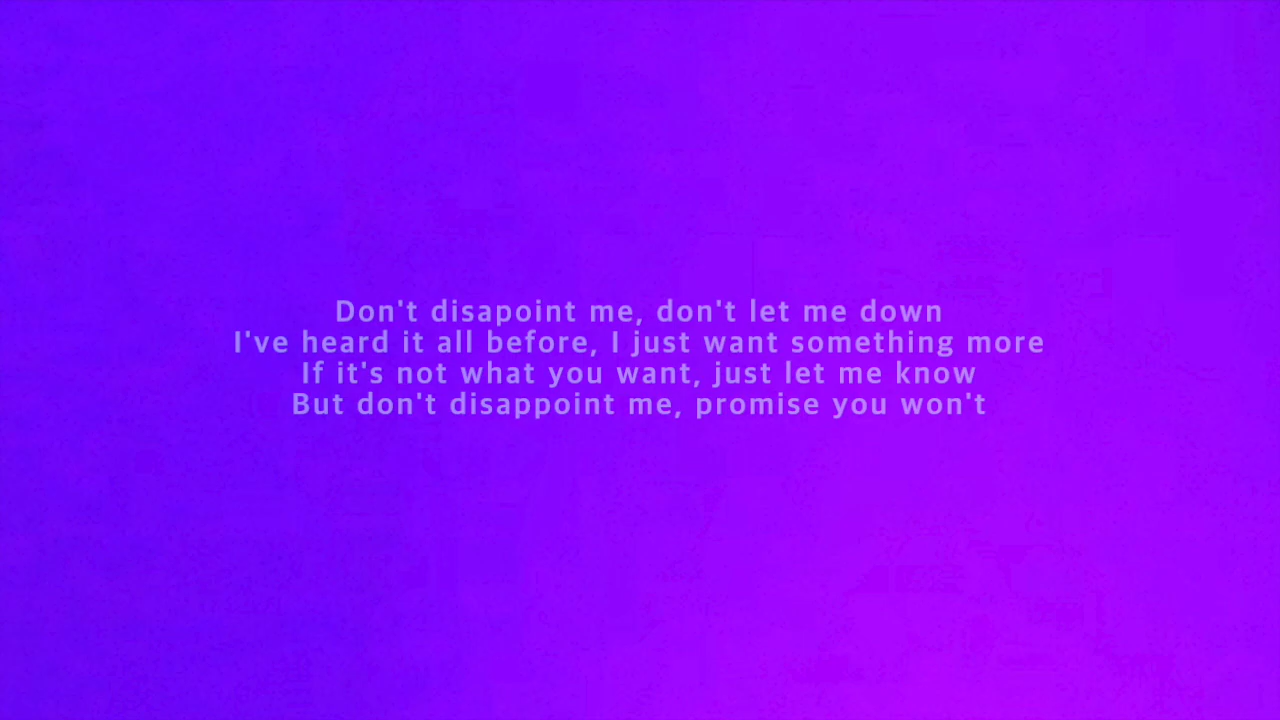 Don't disapoint me, don't let me down
I've heard it all before, I just want something more
If it's not what you want, just let me know
But don't disappoint me, promise you won't